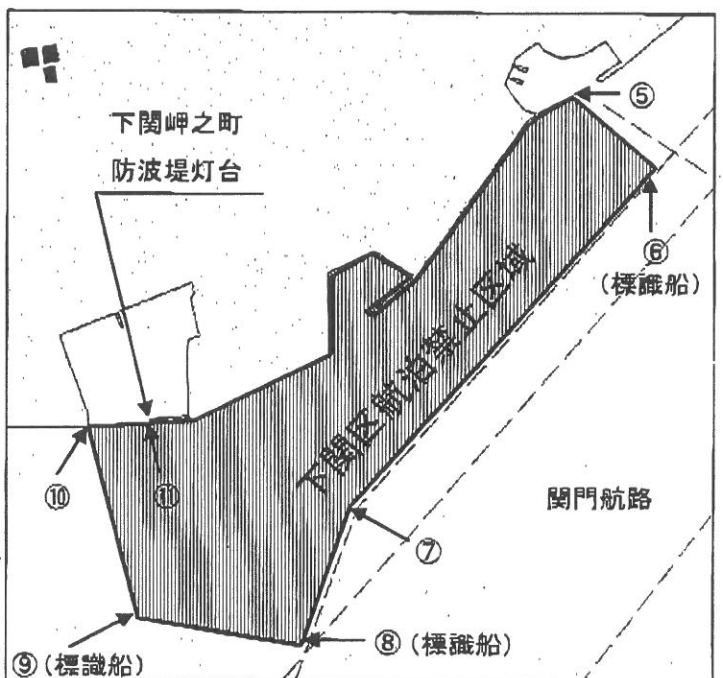 ⑤
下関岬之町
防波堤灯台
⑥
(標識船)
下関区航泊禁止区域
⑩
⑪
関門航路
⑦
⑧(標識船)
⑨(標識船)